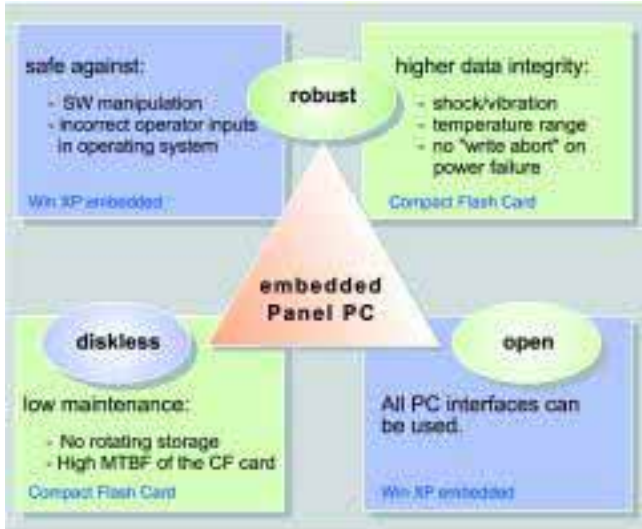 safe against:
- SW manipulation
- incorrect operator inputs
in operating system
Win XP embedded
robust
higher data integrity:
- shock/vibration
- temperature range
- no "write abort" on
power failure
Compact Flash Card
embedded
Panel PC
diskless
low maintenance:
- No rotating storage
- High MTBF of the CF card
Compact Flash Card
open
All PC interfaces can
be used.
Win XP embedded